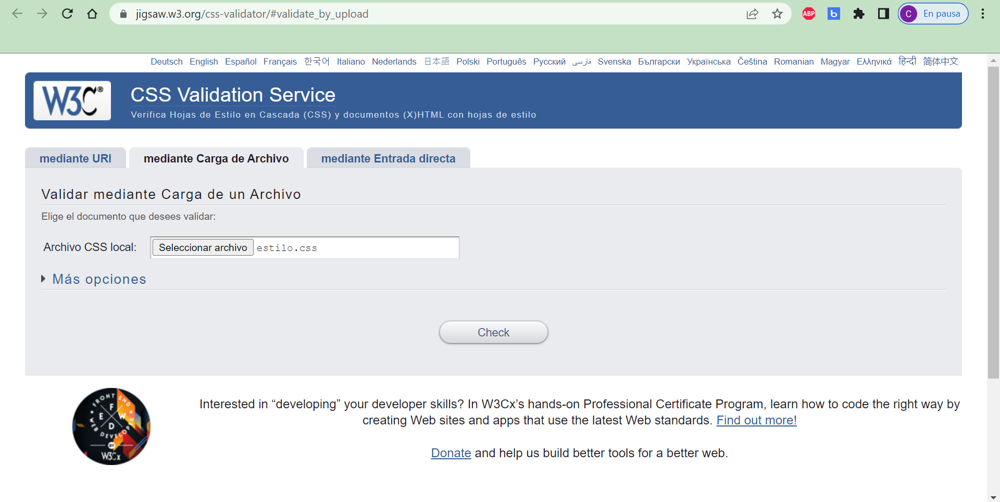 jigsaw.w3.org/css-validator/#validate_by_upload
ABP
b
C En pausa
Deutsch English Español Français 한국어 Italiano Nederlands 日本語 Polski Português Русский فارسی Svenska Български Українська Čeština Romanian Magyar Ελληνικά हिन्दी 简体中文
W3C®
CSS Validation Service
Verifica Hojas de Estilo en Cascada (CSS) y documentos (X)HTML con hojas de estilo
mediante URI mediante Carga de Archivo mediante Entrada directa
Validar mediante Carga de un Archivo
Elige el documento que desees validar:
Archivo CSS local: Seleccionar archivo estilo.css
Más opciones
Check
FRONT END
F
E W
D
WEB DEVELOPER
BY
W3Cx
Interested in “developing” your developer skills? In W3Cx’s hands-on Professional Certificate Program, learn how to code the right way by
creating Web sites and apps that use the latest Web standards. Find out more!
Donate and help us build better tools for a better web.